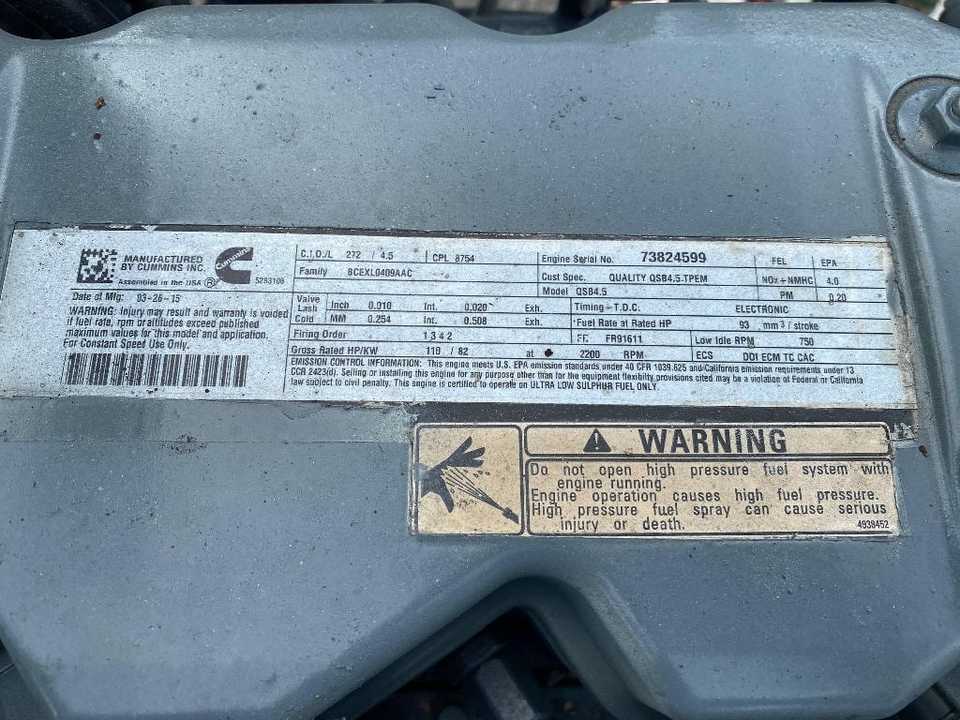 MANUFACTURED
BY CUMMINS INC.
Assembled in the USA (R)
Cummins
5293106
Date of Mfg: 03-26-15
WARNING: Injury may result and warranty is voided
if fuel rate, rpm or altitudes exceed published
maximum values for this model and application.
For Constant Speed Use Only.
C.I.D./L 272 / 4.5 CPL 8754 Engine Serial No. 73824599 FEL EPA
Family BCEXL0409AAC Cust Spec. QUALITY QSB4.5.TPEM NOx+NMHC 4.0
Model QSB4.5 PM 0.20
Valve Lash Cold Inch 0.010 Int. 0.020 Exh. Timing-T.D.C. ELECTRONIC
MM 0.254 Int. 0.508 Exh. Fuel Rate at Rated HP 93 mm³ / stroke
Firing Order 1 3 4 2 FR91611 Low Idle RPM 750
Gross Rated HP/KW 110 / 82 at 2200 RPM ECS DDI ECM TC CAC
EMISSION CONTROL INFORMATION: This engine meets U.S. EPA emission standards under 40 CFR 1039.625 and California emission requirements under 13
CCR 2423(d). Selling or installing this engine for any purpose other than for the equipment flexibility provisions cited may be a violation of Federal or California
law subject to civil penalty. This engine is certified to operate on ULTRA LOW SULPHUR FUEL ONLY.
WARNING
Do not open high pressure fuel system with
engine running.
Engine operation causes high fuel pressure.
High pressure fuel spray can cause serious
injury or death.
4938452